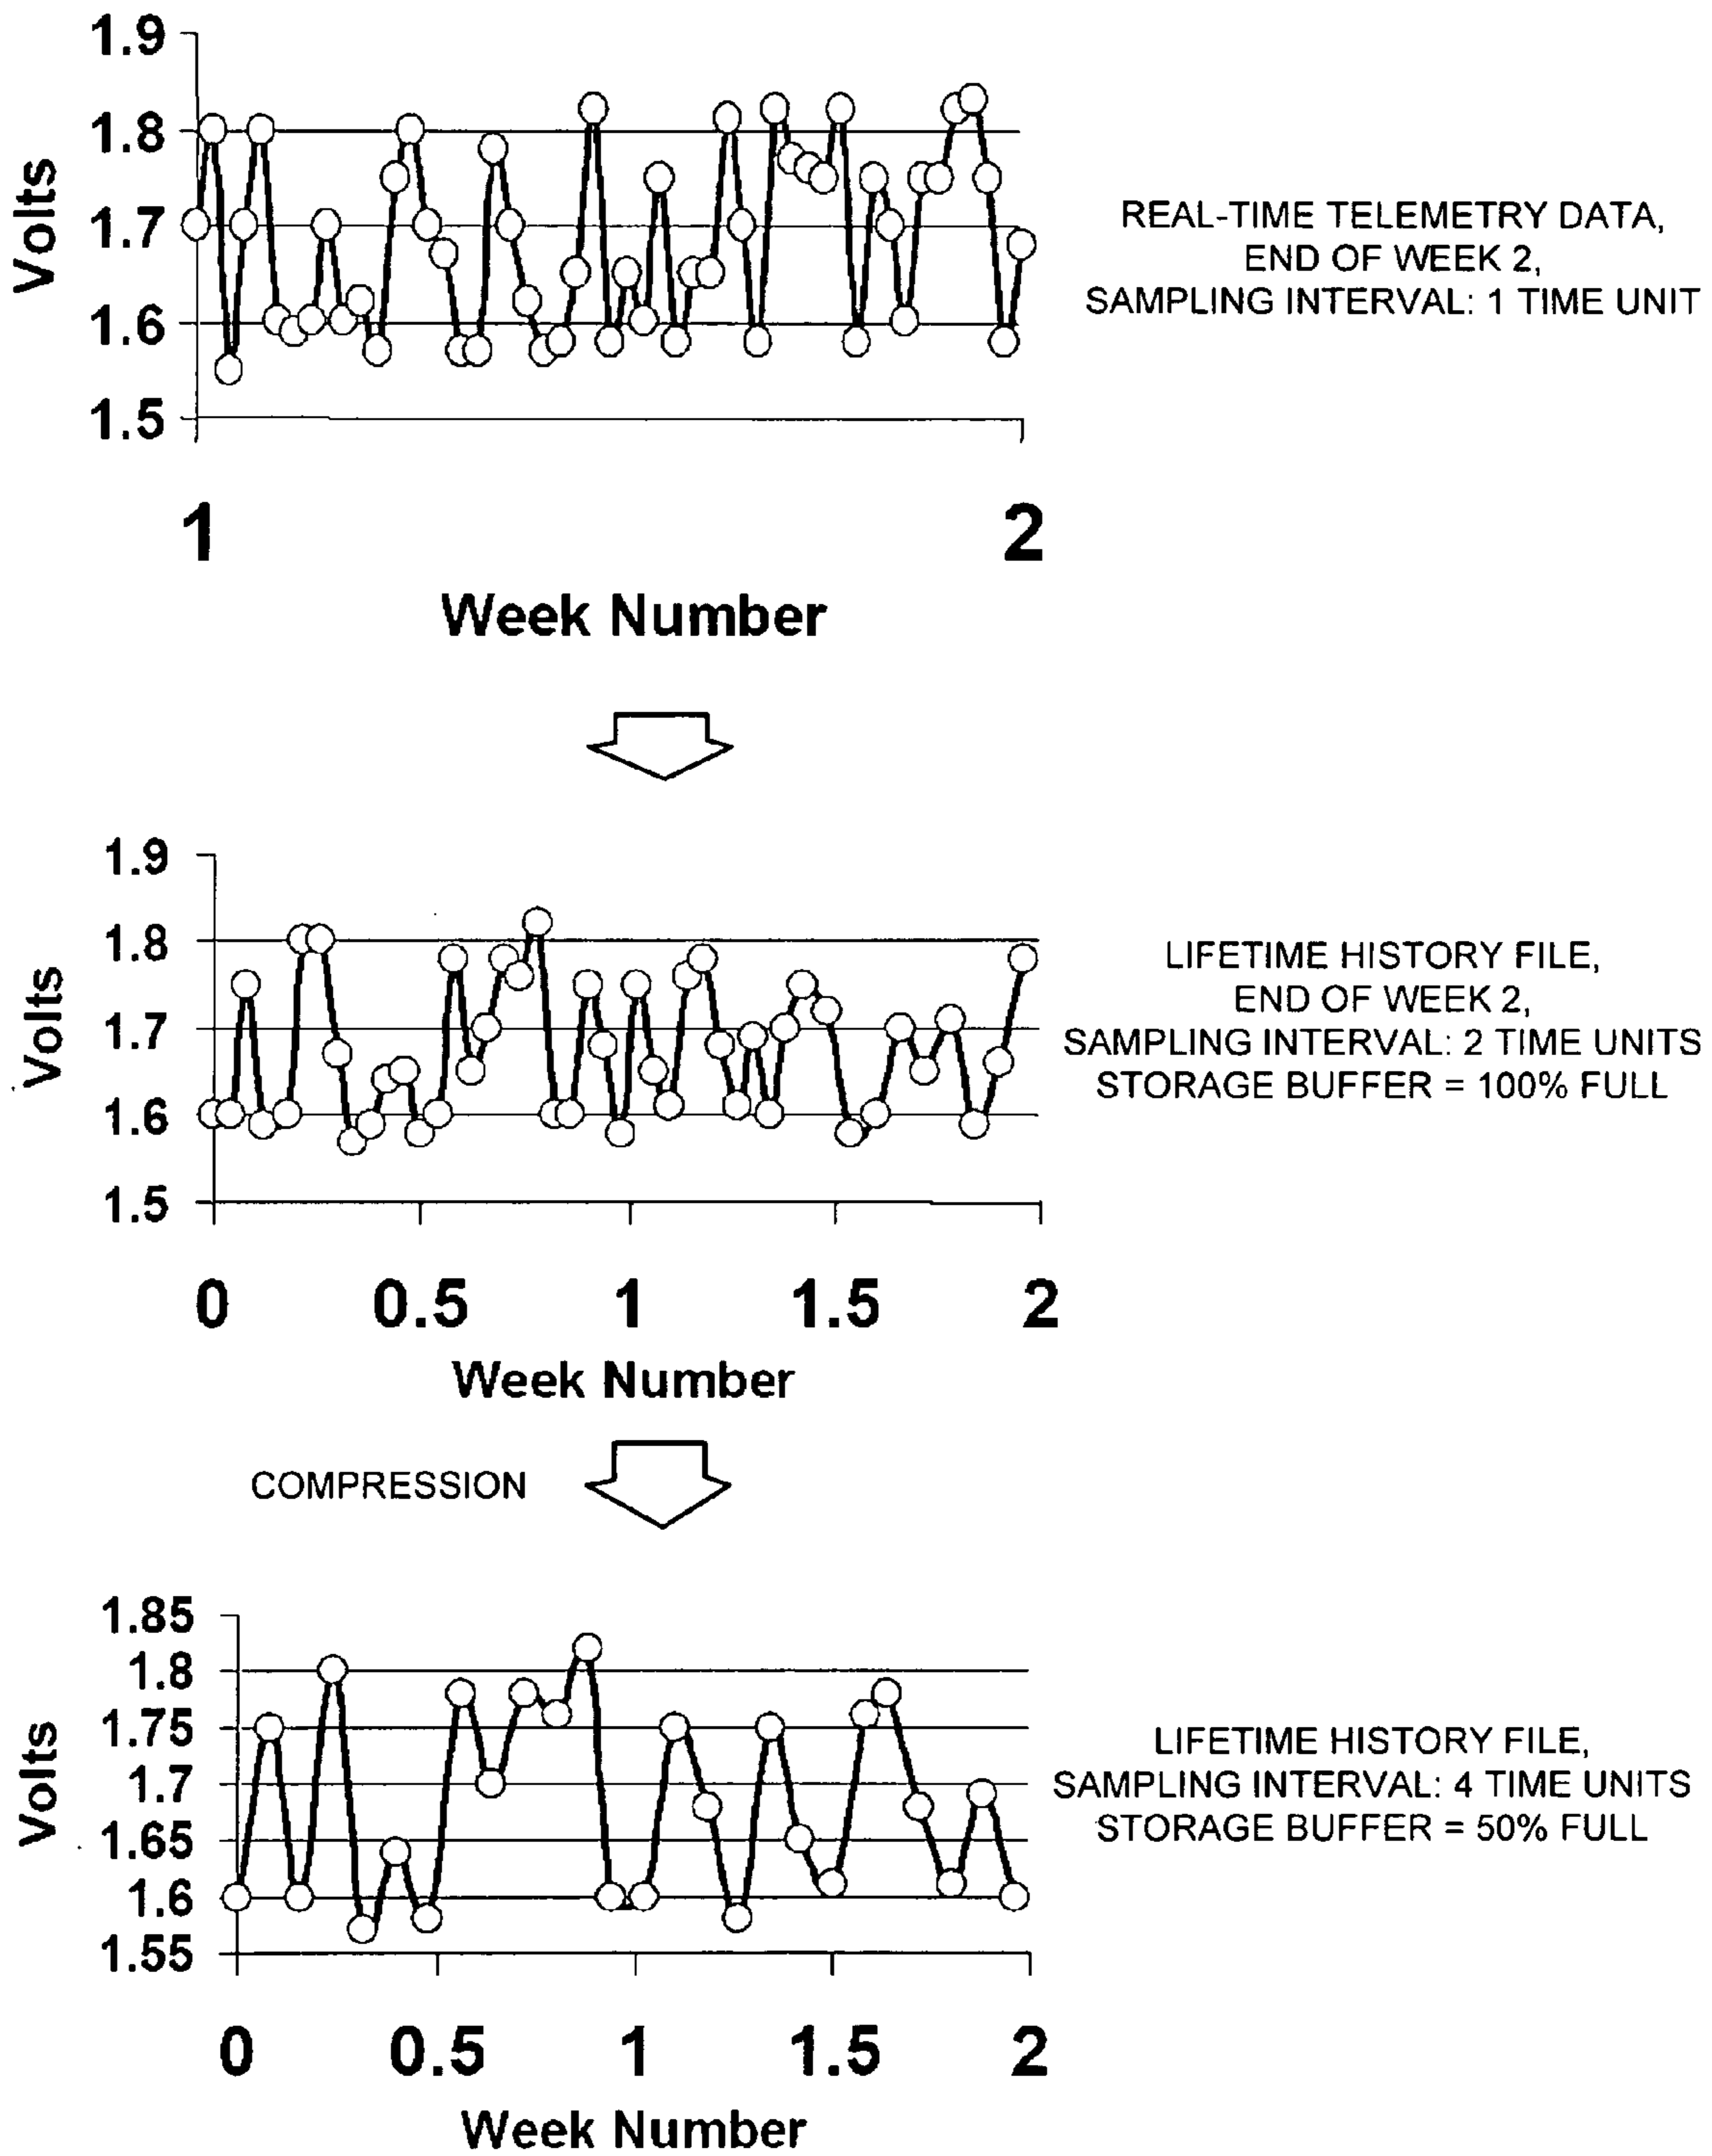 1.9
1.8
1.7
1.6
1.5
Volts
1 2
Week Number
REAL-TIME TELEMETRY DATA,
END OF WEEK 2,
SAMPLING INTERVAL: 1 TIME UNIT
1.9
1.8
1.7
1.6
1.5
Volts
0 0.5 1 1.5 2
Week Number
LIFETIME HISTORY FILE,
END OF WEEK 2,
SAMPLING INTERVAL: 2 TIME UNITS
STORAGE BUFFER = 100% FULL
COMPRESSION
1.85
1.8
1.75
1.7
1.65
1.6
1.55
Volts
0 0.5 1 1.5 2
Week Number
LIFETIME HISTORY FILE,
SAMPLING INTERVAL: 4 TIME UNITS
STORAGE BUFFER = 50% FULL